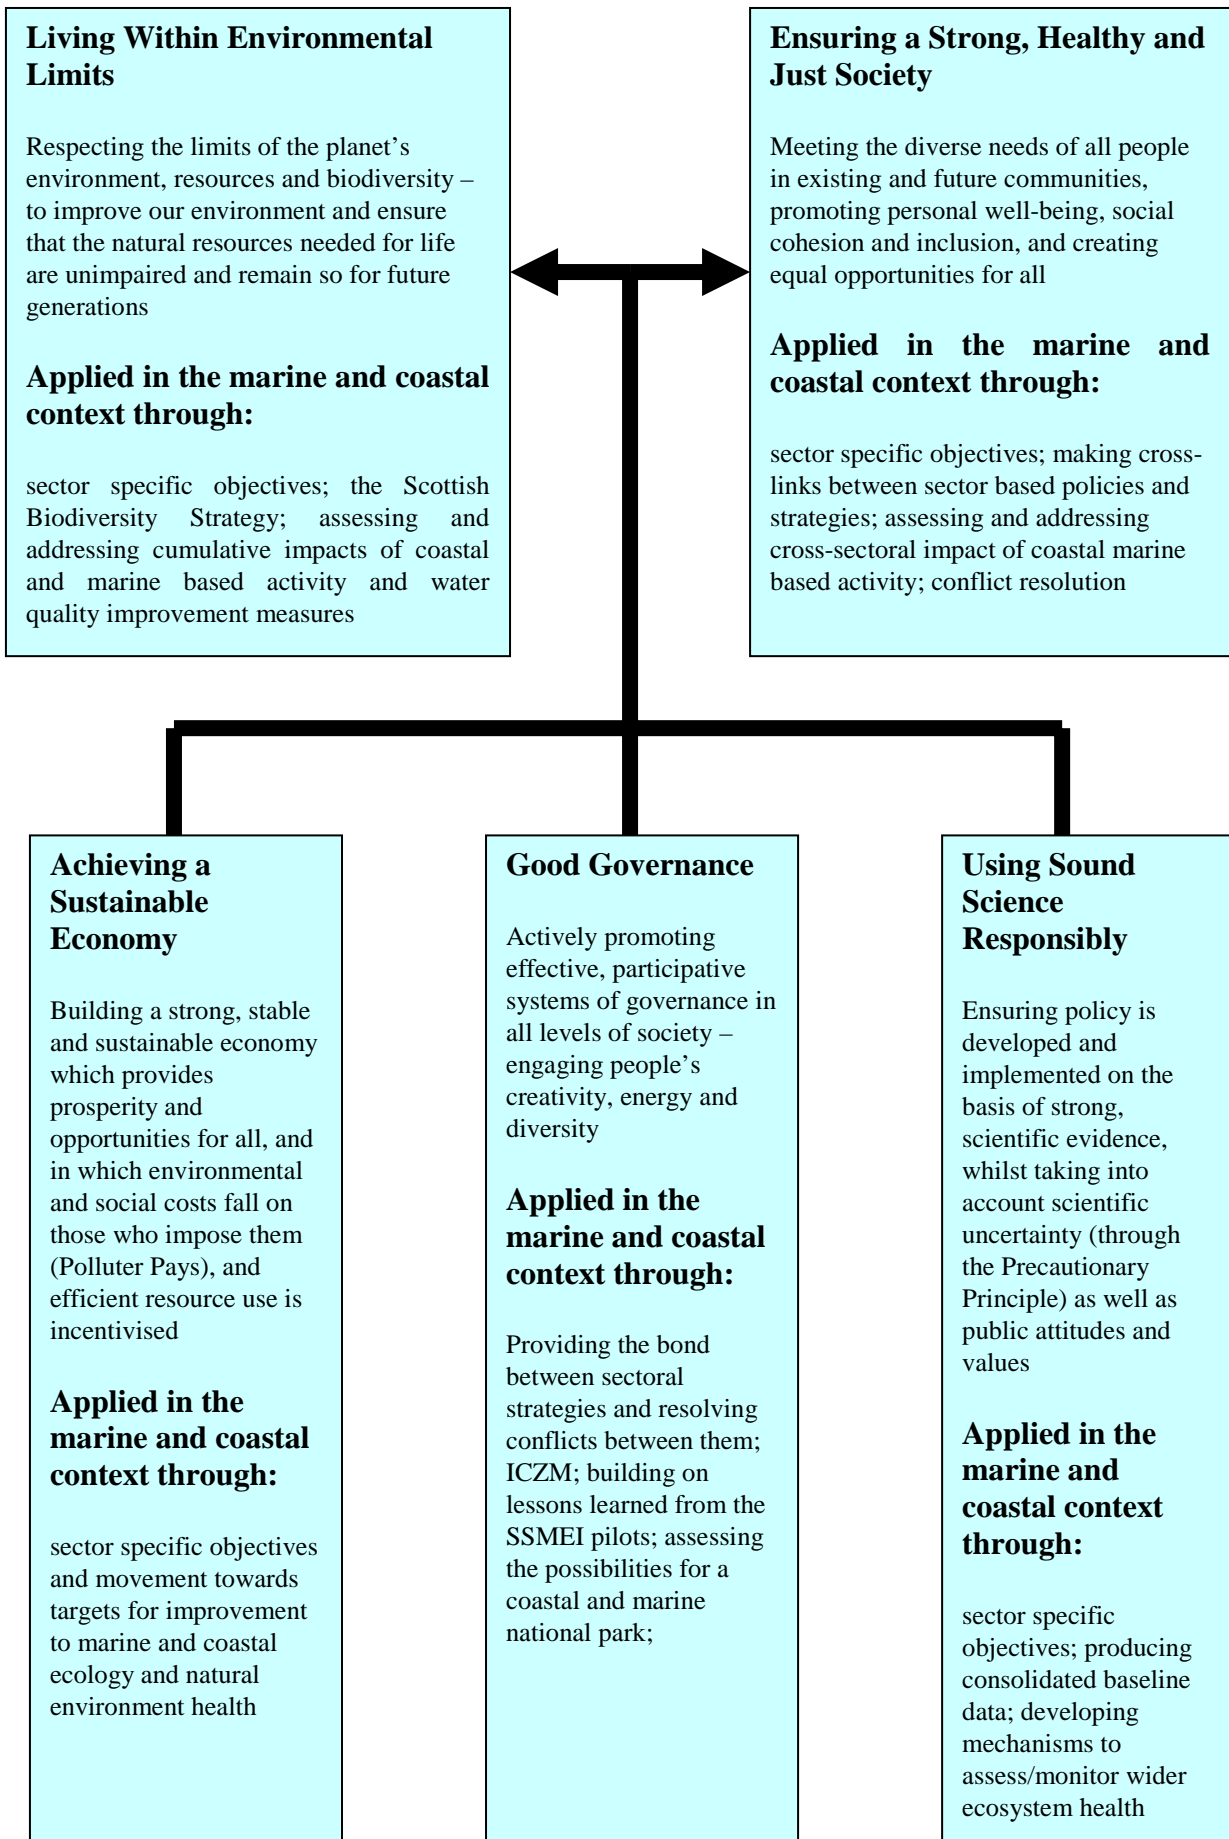 Living Within Environmental
Limits
Respecting the limits of the planet’s
environment, resources and biodiversity –
to improve our environment and ensure
that the natural resources needed for life
are unimpaired and remain so for future
generations
Applied in the marine and coastal
context through:
sector specific objectives; the Scottish
Biodiversity Strategy; assessing and
addressing cumulative impacts of coastal
and marine based activity and water
quality improvement measures
Ensuring a Strong, Healthy and
Just Society
Meeting the diverse needs of all people
in existing and future communities,
promoting personal well-being, social
cohesion and inclusion, and creating
equal opportunities for all
Applied in the marine and
coastal context through:
sector specific objectives; making cross-
links between sector based policies and
strategies; assessing and addressing
cross-sectoral impact of coastal marine
based activity; conflict resolution
Achieving a
Sustainable
Economy
Building a strong, stable
and sustainable economy
which provides
prosperity and
opportunities for all, and
in which environmental
and social costs fall on
those who impose them
(Polluter Pays), and
efficient resource use is
incentivised
Applied in the
marine and coastal
context through:
sector specific objectives
and movement towards
targets for improvement
to marine and coastal
ecology and natural
environment health
Good Governance
Actively promoting
effective, participative
systems of governance in
all levels of society –
engaging people’s
creativity, energy and
diversity
Applied in the
marine and coastal
context through:
Providing the bond
between sectoral
strategies and resolving
conflicts between them;
ICZM; building on
lessons learned from the
SSMEI pilots; assessing
the possibilities for a
coastal and marine
national park;
Using Sound
Science
Responsibly
Ensuring policy is
developed and
implemented on the
basis of strong,
scientific evidence,
whilst taking into
account scientific
uncertainty (through
the Precautionary
Principle) as well as
public attitudes and
values
Applied in the
marine and
coastal context
through:
sector specific
objectives; producing
consolidated baseline
data; developing
mechanisms to
assess/monitor wider
ecosystem health